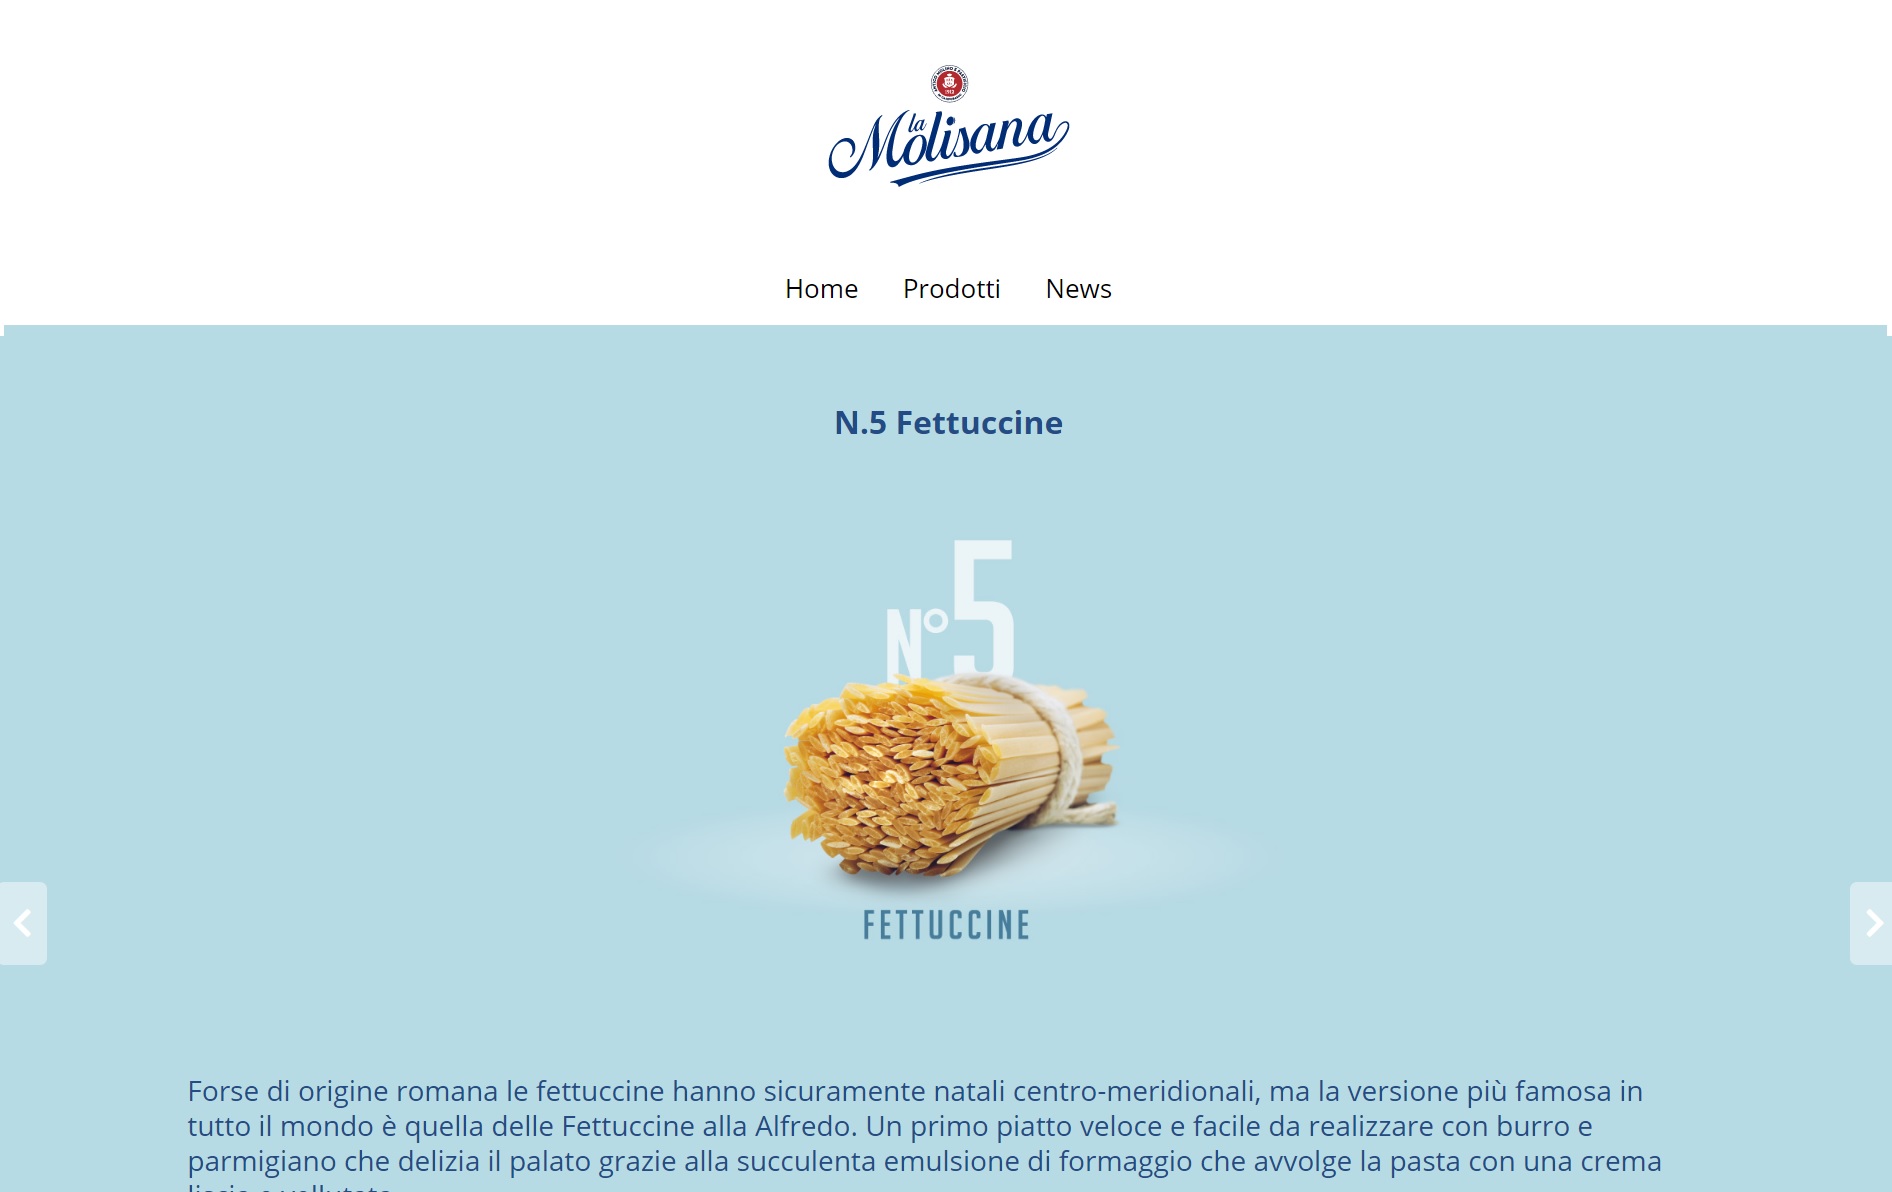 la
Molisana
Home Prodotti News
N.5 Fettuccine
N°5
FETTUCCINE
Forse di origine romana le fettuccine hanno sicuramente natali centro-meridionali, ma la versione più famosa in
tutto il mondo è quella delle Fettuccine alla Alfredo. Un primo piatto veloce e facile da realizzare con burro e
parmigiano che delizia il palato grazie alla succulenta emulsione di formaggio che avvolge la pasta con una crema